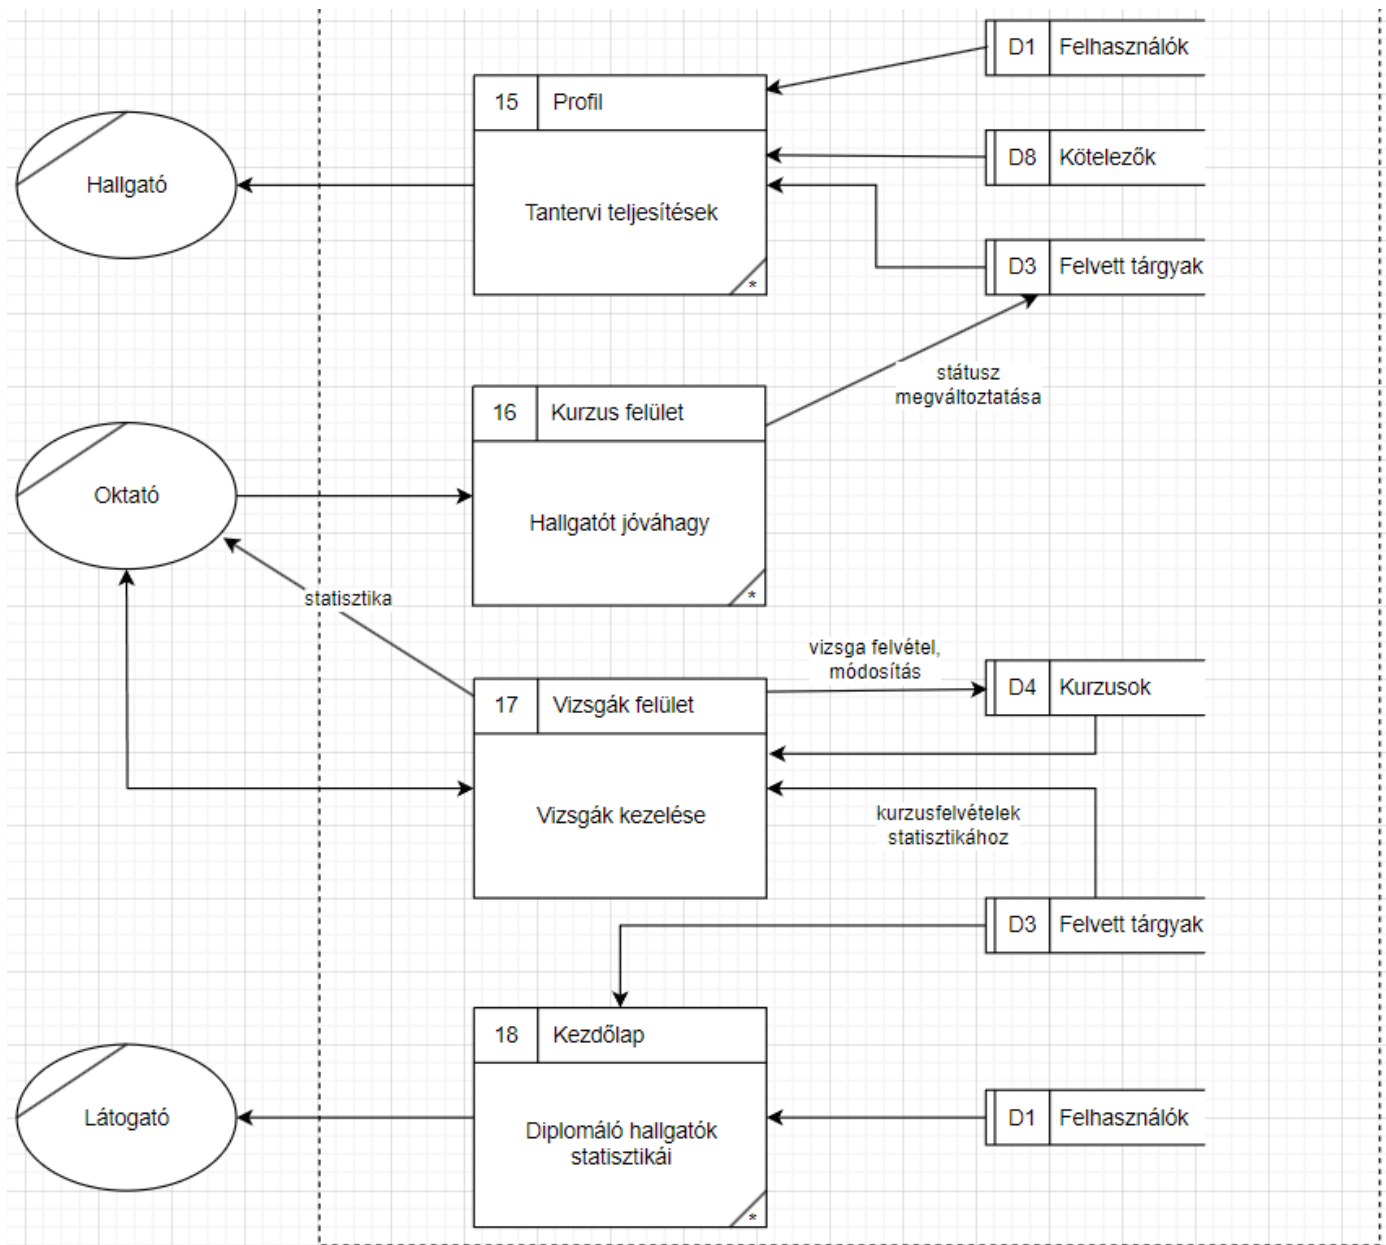 D1 Felhasználók
15 Profil
D8 Kötelezők
Hallgató
Tantervi teljesítések
D3 Felvett tárgyak
*
státusz
megváltoztatása
16 Kurzus felület
Oktató
Hallgatót jóváhagy
*
statisztika
vizsga felvétel,
módosítás
D4 Kurzusok
17 Vizsgák felület
Vizsgák kezelése
kurzusfelvételek
statisztikához
D3 Felvett tárgyak
18 Kezdőlap
Látogató
Diplomáló hallgatók
statisztikái
D1 Felhasználók
*